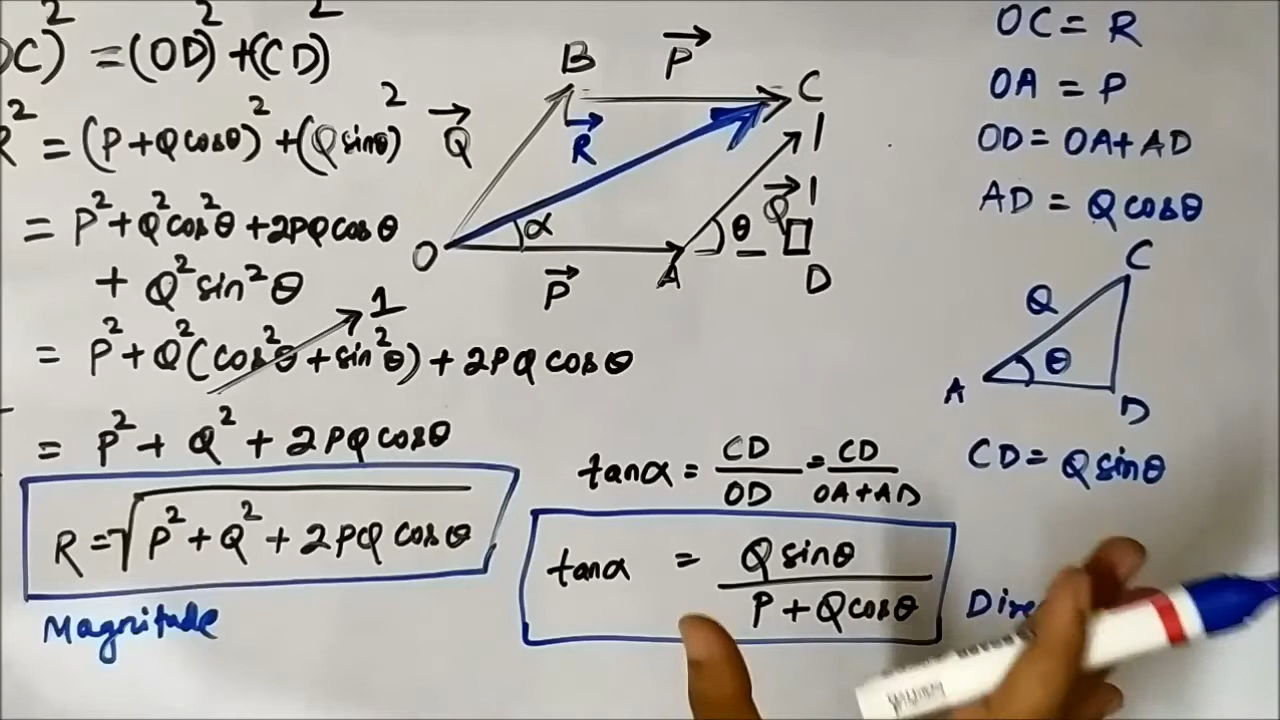 OC)² = (OD)² + (CD)²
R² = (P + Q cosθ)² + (Q sinθ)²
= P² + Q² cos²θ + 2PQ cosθ
+ Q² sin²θ
1
= P² + Q² (cos²θ + sin²θ) + 2PQ cosθ
= P² + Q² + 2PQ cosθ
R = √P² + Q² + 2PQ cosθ
Magnitude
B P⃗ C
Q⃗ R⃗
α θ Q⃗
O P⃗ A D
tanα = CD/OD = CD/OA + AD
tanα = Q sinθ/P + Q cosθ
OC = R
OA = P
OD = OA + AD
AD = Q cosθ
C
Q
θ
A D
CD = Q sinθ